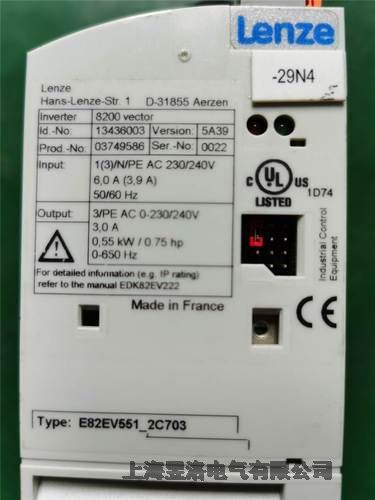 Lenze
-29N4
Lenze
Hans-Lenze-Str. 1 D-31855 Aerzen
Inverter 8200 vector
Id.-No: 13436003 Version: 5A39
Prod.-No: 03749586 Ser.-No: 0022
Input: 1(3)/N/PE AC 230/240V
6,0 A (3,9 A)
50/60 Hz
Output: 3/PE AC 0-230/240V
3,0 A
0,55 kW / 0.75 hp
0-650 Hz
For detailed information (e.g. IP rating)
refer to the manual EDK82EV222
C UL US
LISTED
1D74
Industrial Control
Equipment
Made in France
CE
Type: E82EV551_2C703
上海昱洛电气有限公司